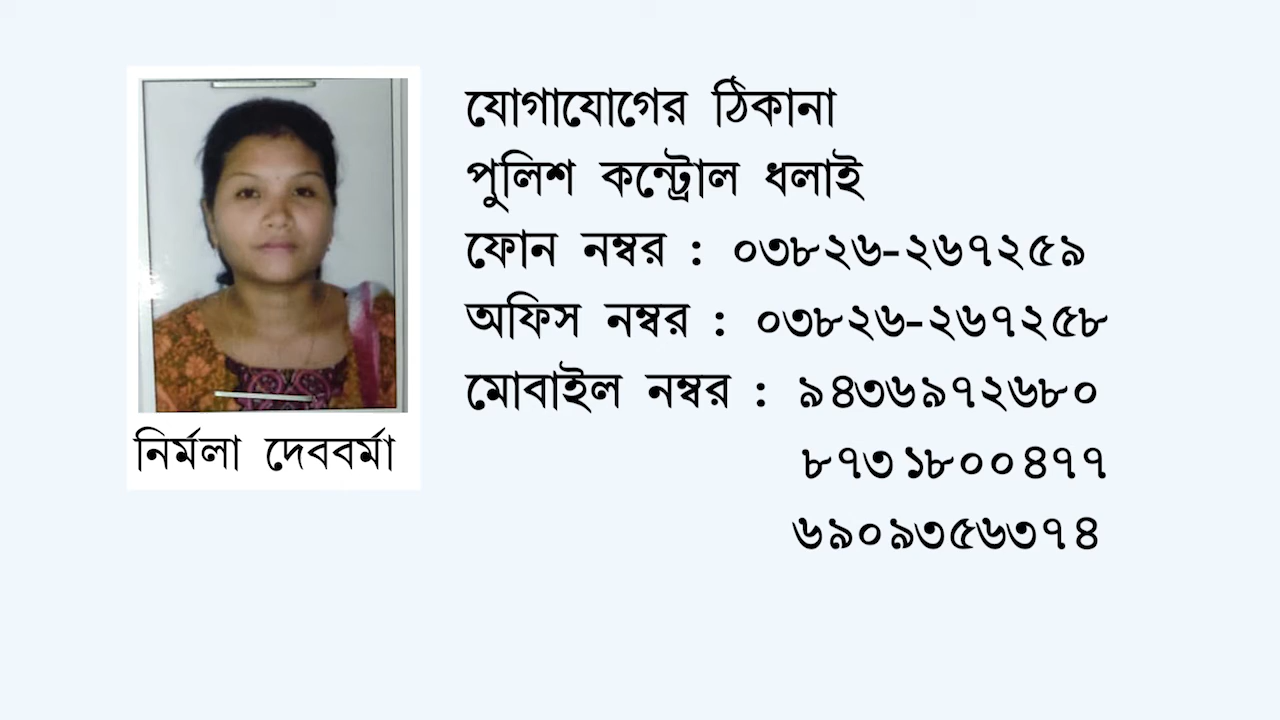 নির্মলা দেববর্মা
যোগাযোগের ঠিকানা
পুলিশ কন্ট্রোল ধলাই
ফোন নম্বর : ০৩৮২৬-২৬৭২৫৯
অফিস নম্বর : ০৩৮২৬-২৬৭২৫৮
মোবাইল নম্বর : ৯৪৩৬৯৭২৬৮০
৮৭৩১৮০০৪৭৭
৬৯০৯৩৫৬৩৭৪